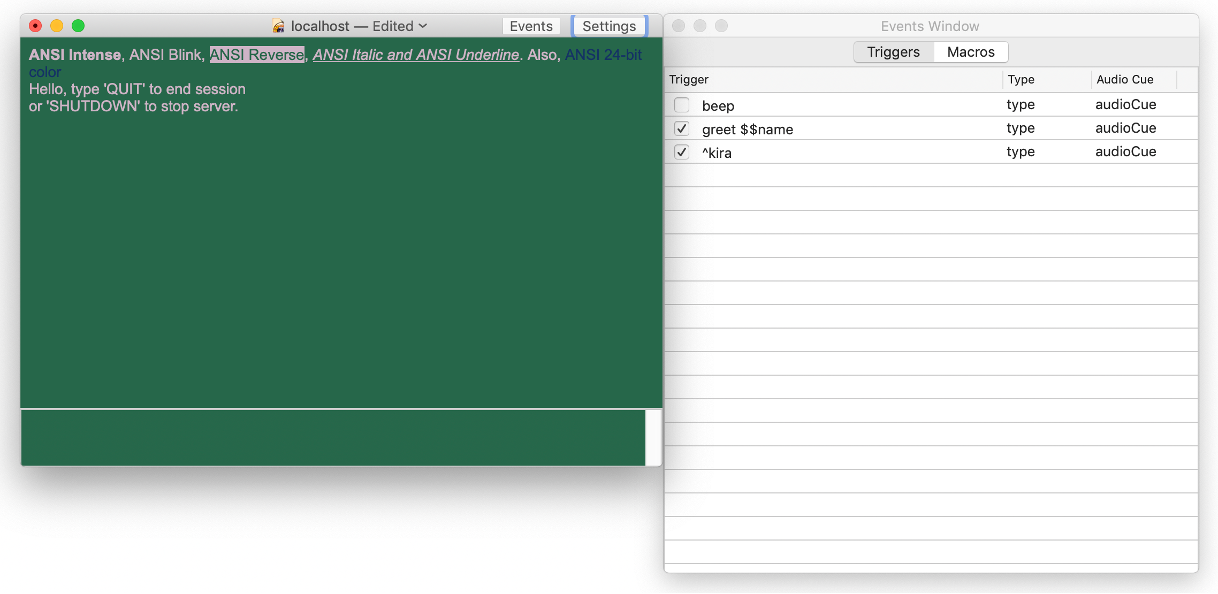 localhost — Edited
Events
Settings
ANSI Intense, ANSI Blink, ANSI Reverse, ANSI Italic and ANSI Underline. Also, ANSI 24-bit
color
Hello, type 'QUIT' to end session
or 'SHUTDOWN' to stop server.
Events Window
Triggers
Macros
Trigger Type Audio Cue
beep type audioCue
greet $$name type audioCue
^kira type audioCue